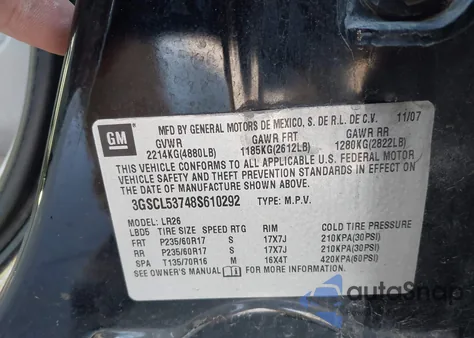 GM
MFD BY GENERAL MOTORS DE MEXICO, S. DE R.L. DE C.V. 11/07
GVWR GAWR FRT GAWR RR
2214KG(4880LB) 1185KG(2612LB) 1280KG(2822LB)
THIS VEHICLE CONFORMS TO ALL APPLICABLE U.S. FEDERAL MOTOR
VEHICLE SAFETY AND THEFT PREVENTION STANDARDS IN EFFECT ON
THE DATE OF MANUFACTURE SHOWN ABOVE.
3GSCL53748S610292 TYPE: M.P.V.
MODEL: LR26
LBD5 TIRE SIZE SPEED RTG RIM COLD TIRE PRESSURE
FRT P235/60R17 S 17X7J 210KPA(30PSI)
RR P235/60R17 S 17X7J 210KPA(30PSI)
SPA T135/70R16 M 16X4T 420KPA(60PSI)
SEE OWNER'S MANUAL FOR MORE INFORMATION
autoSnap